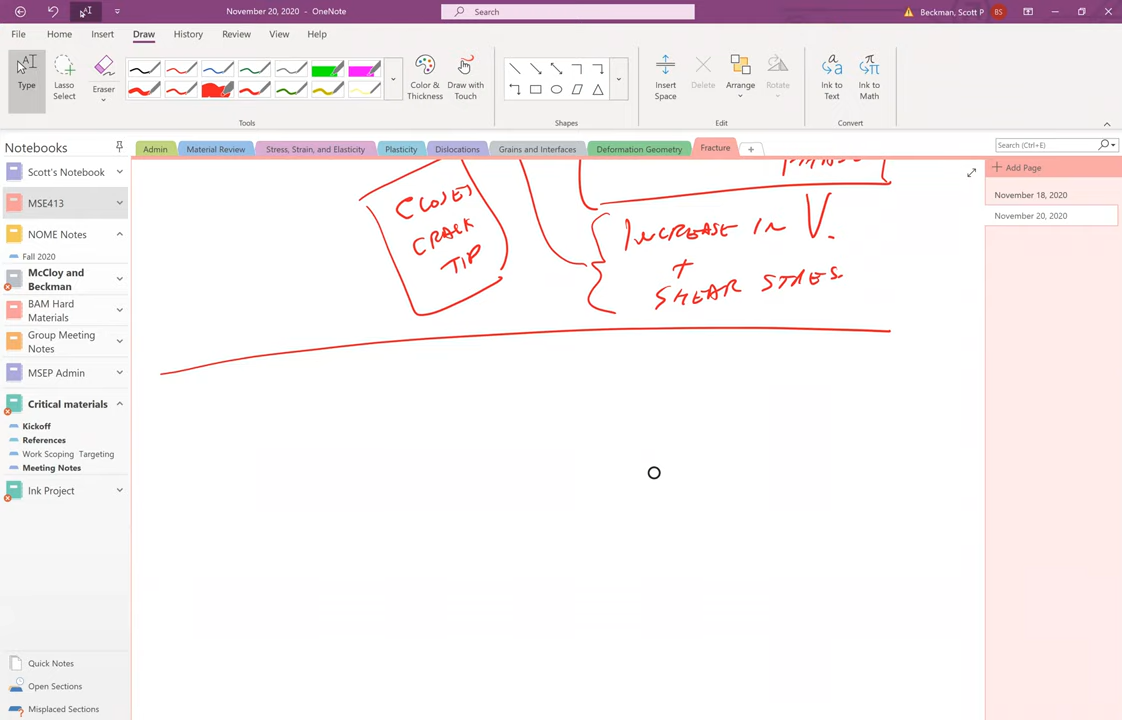 November 20, 2020 - OneNote
Search
Beckman, Scott P
BS
File
Home
Insert
Draw
History
Review
View
Help
Type
Lasso
Select
Eraser
Color &
Thickness
Draw with
Touch
Insert
Space
Delete
Arrange
Rotate
Ink to
Text
Ink to
Math
Tools
Shapes
Edit
Convert
Notebooks
Admin
Material Review
Stress, Strain, and Elasticity
Plasticity
Dislocations
Grains and Interfaces
Deformation Geometry
Fracture
Search (Ctrl+E)
Scott's Notebook
MSE413
NOME Notes
Fall 2020
McCloy and
Beckman
BAM Hard
Materials
Group Meeting
Notes
MSEP Admin
Critical materials
Kickoff
References
Work Scoping Targeting
Meeting Notes
Ink Project
Quick Notes
Open Sections
Misplaced Sections
CLOSES
CRACK
TIP
INCREASE IN V.
+
SHEAR STRES.
Add Page
November 18, 2020
November 20, 2020